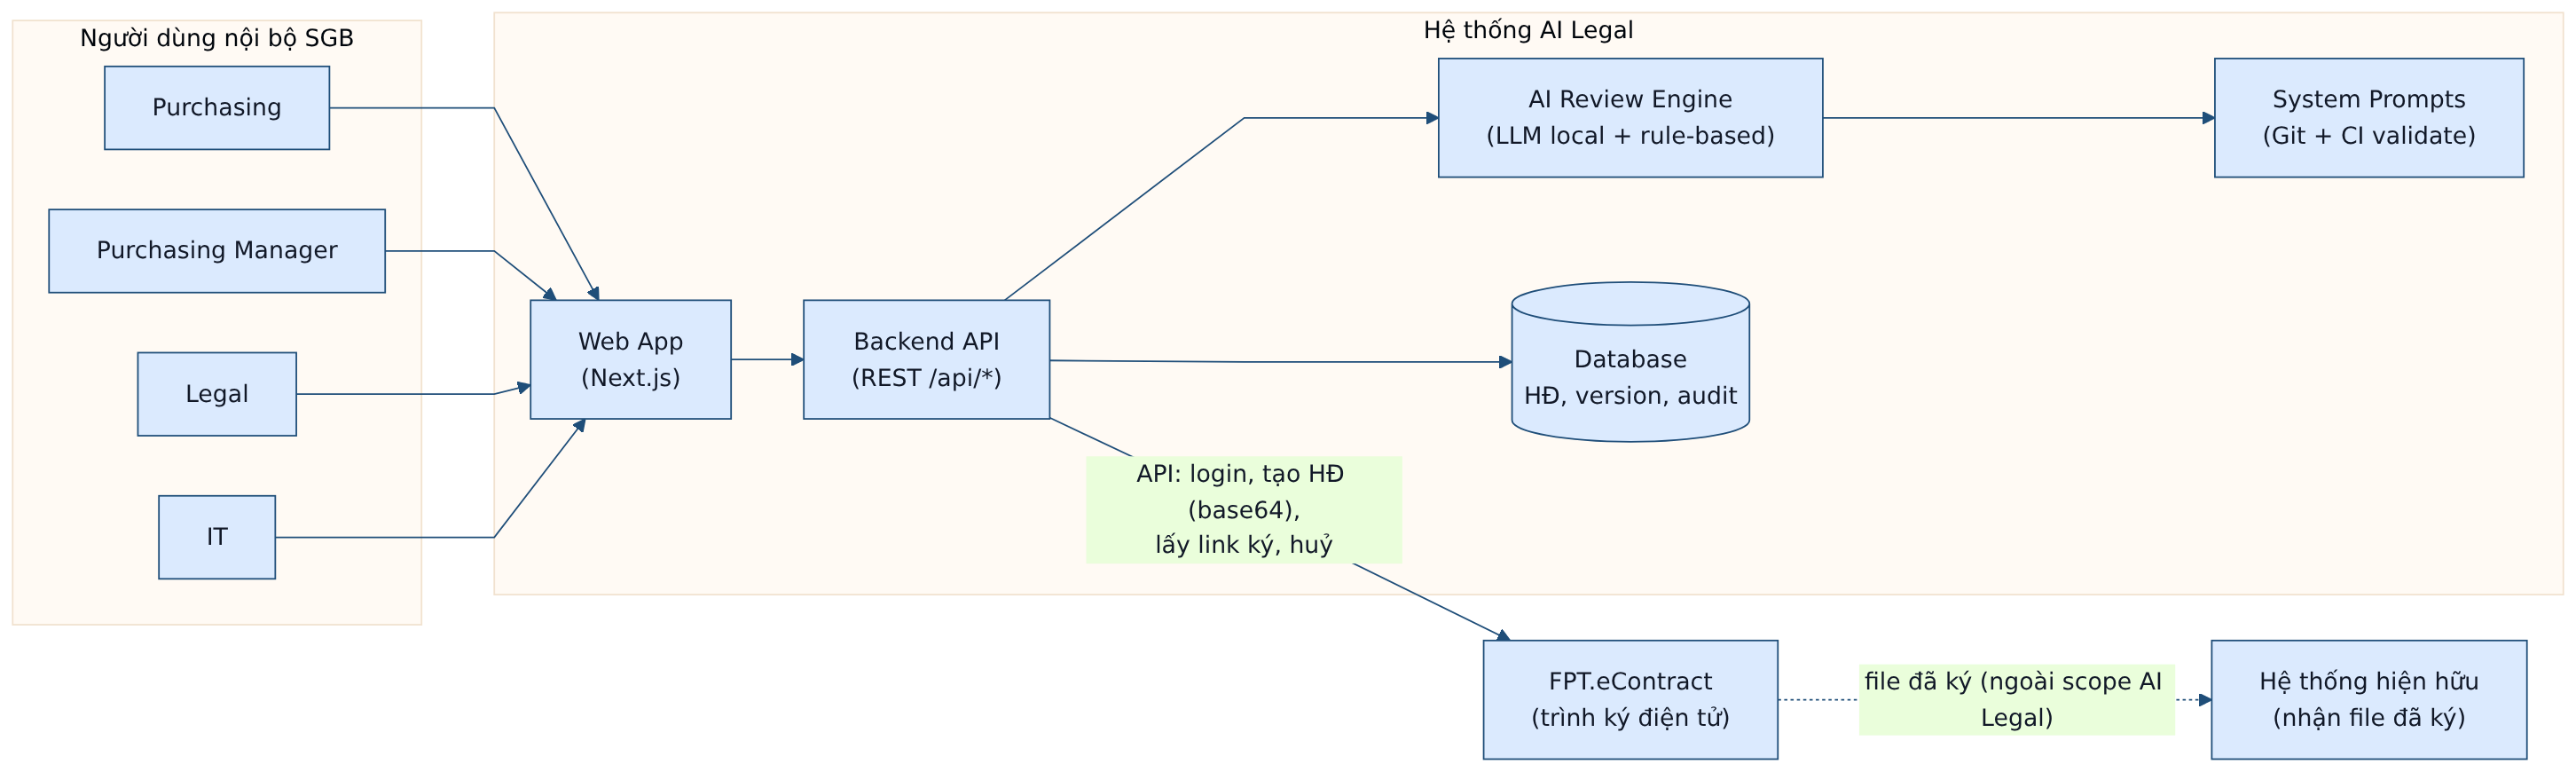 Người dùng nội bộ SGB
Purchasing
Purchasing Manager
Legal
IT
Hệ thống AI Legal
Web App
(Next.js)
Backend API
(REST /api/*)
AI Review Engine
(LLM local + rule-based)
System Prompts
(Git + CI validate)
Database
HĐ, version, audit
API: login, tạo HĐ
(base64),
lấy link ký, huỷ
FPT.eContract
(trình ký điện tử)
file đã ký (ngoài scope AI
Legal)
Hệ thống hiện hữu
(nhận file đã ký)